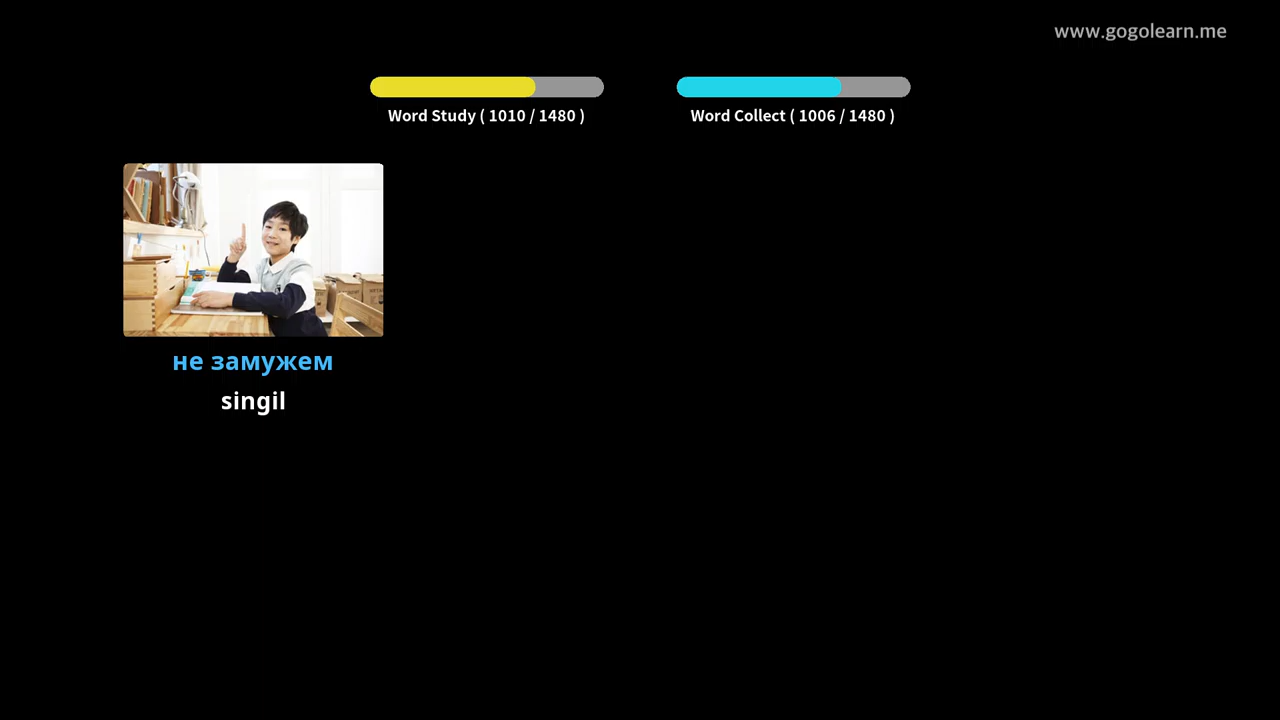 www.gogolearn.me
Word Study ( 1010 / 1480 )
Word Collect ( 1006 / 1480 )
не замужем
singil